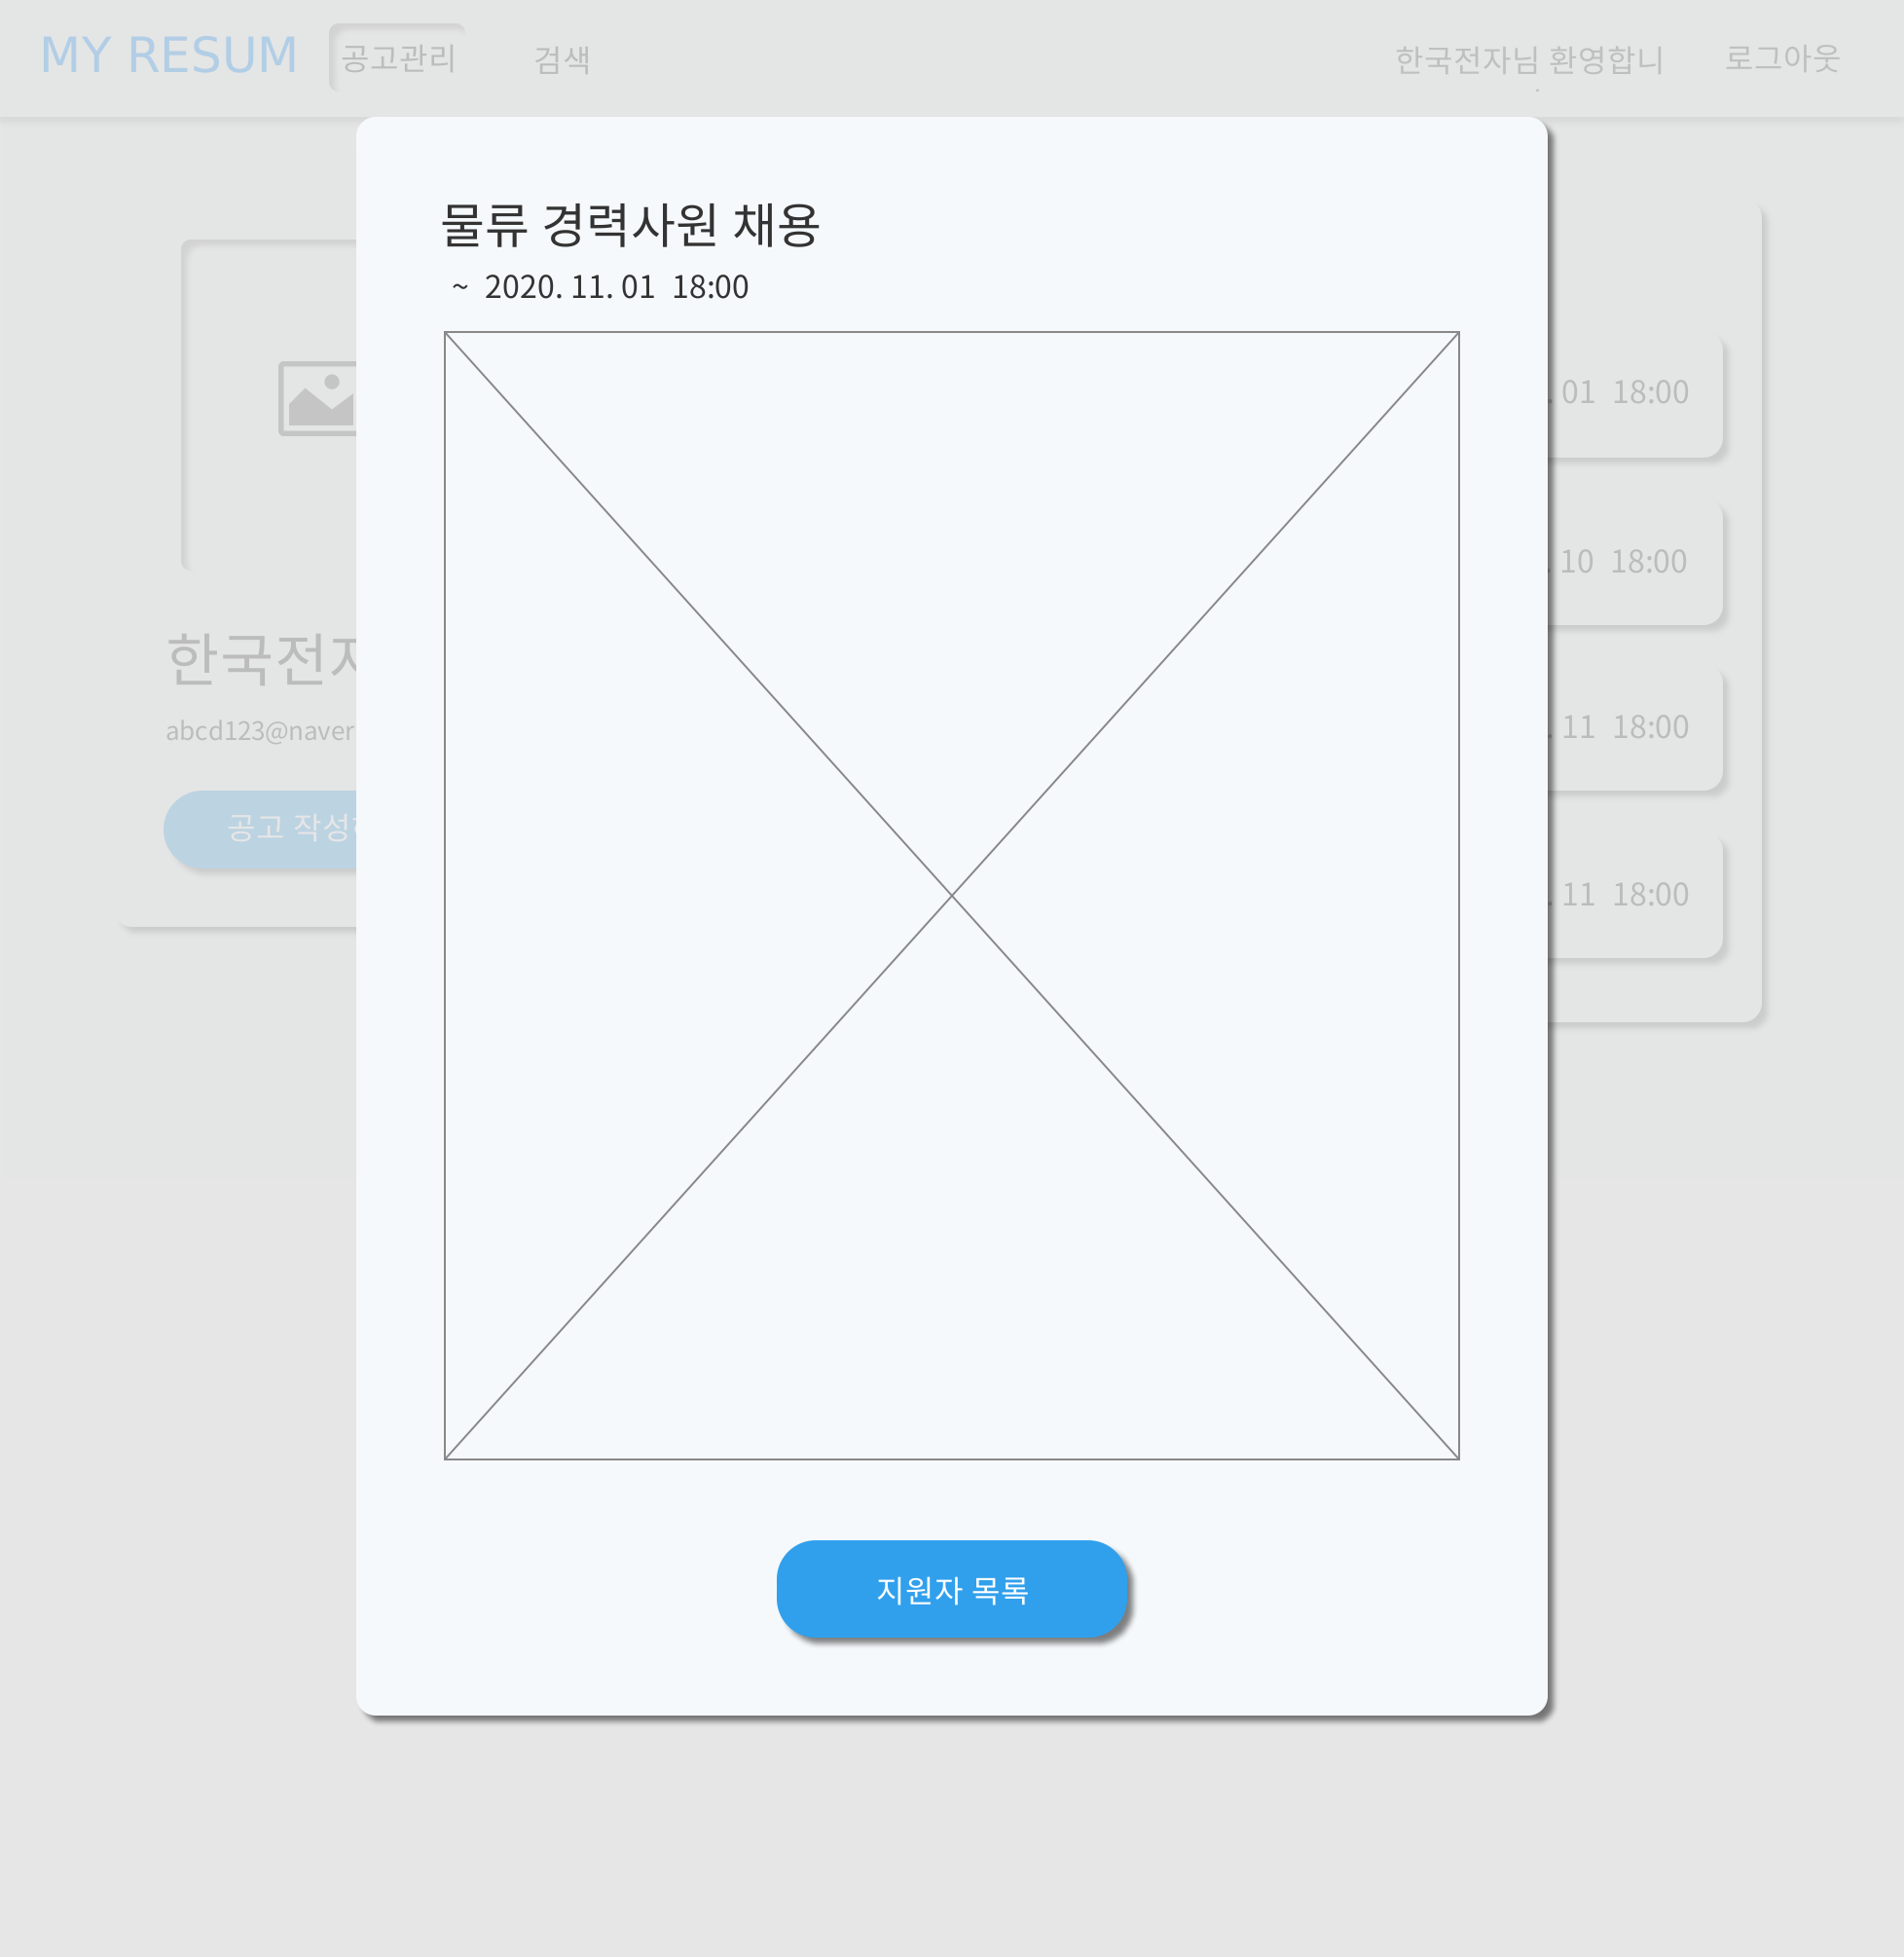 MY RESUM 공고관리 검색 한국전자님 환영합니 로그아웃
물류 경력사원 채용
~ 2020. 11. 01 18:00
01 18:00
10 18:00
한국전자
abcd123@naver
11 18:00
공고 작성
11 18:00
지원자 목록